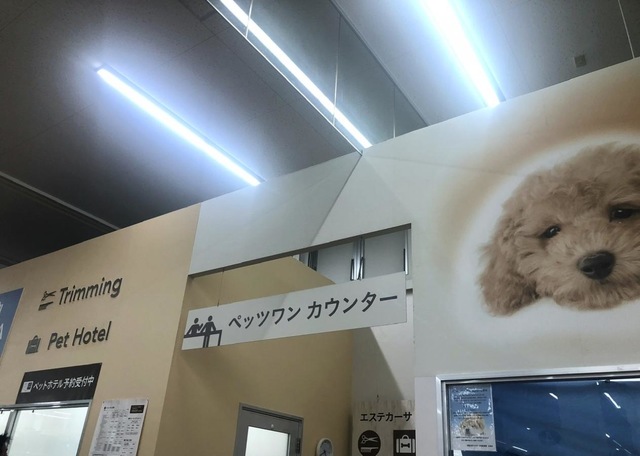 Trimming
Pet Hotel
ペットホテル予約受付中
ペッツワン カウンター
エステカーサ